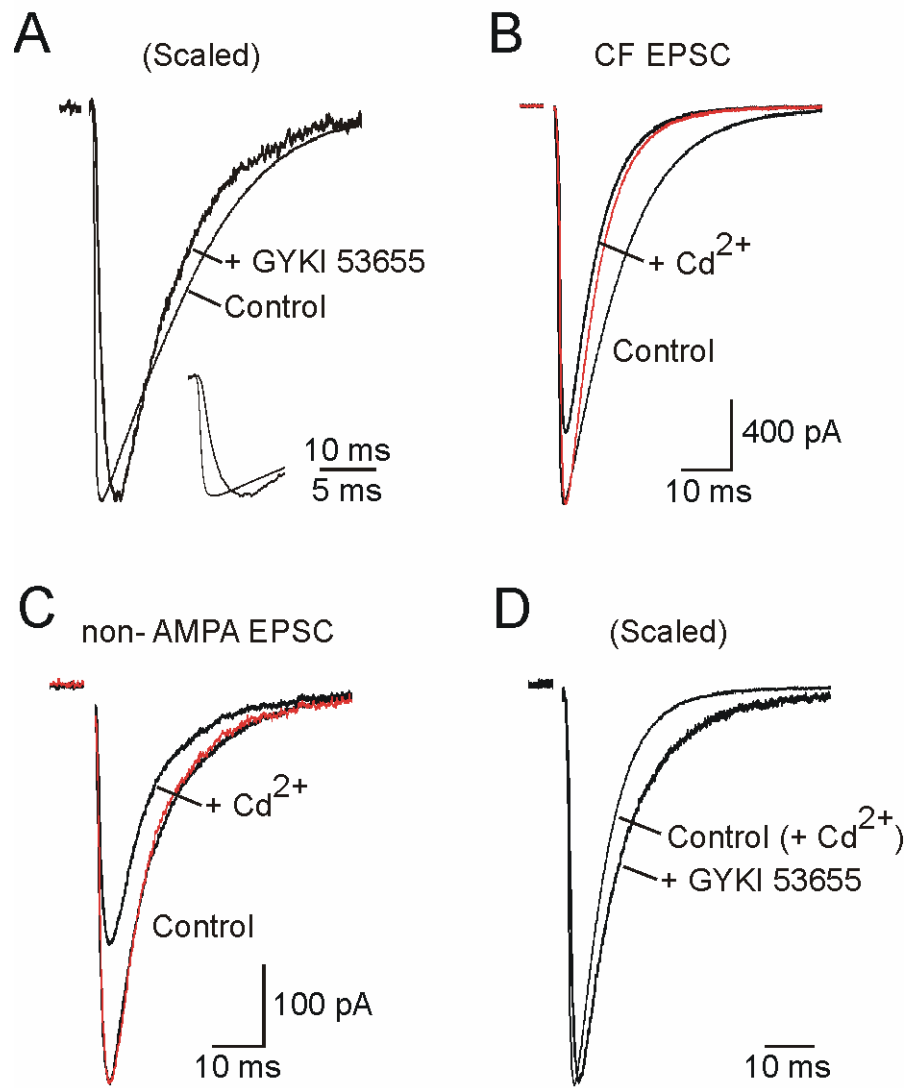 A
(Scaled)
+ GYKI 53655
Control
10 ms
5 ms
B
CF EPSC
+ Cd2+
Control
400 pA
10 ms
C
non- AMPA EPSC
+ Cd2+
Control
100 pA
10 ms
D
(Scaled)
Control (+ Cd2+)
+ GYKI 53655
10 ms